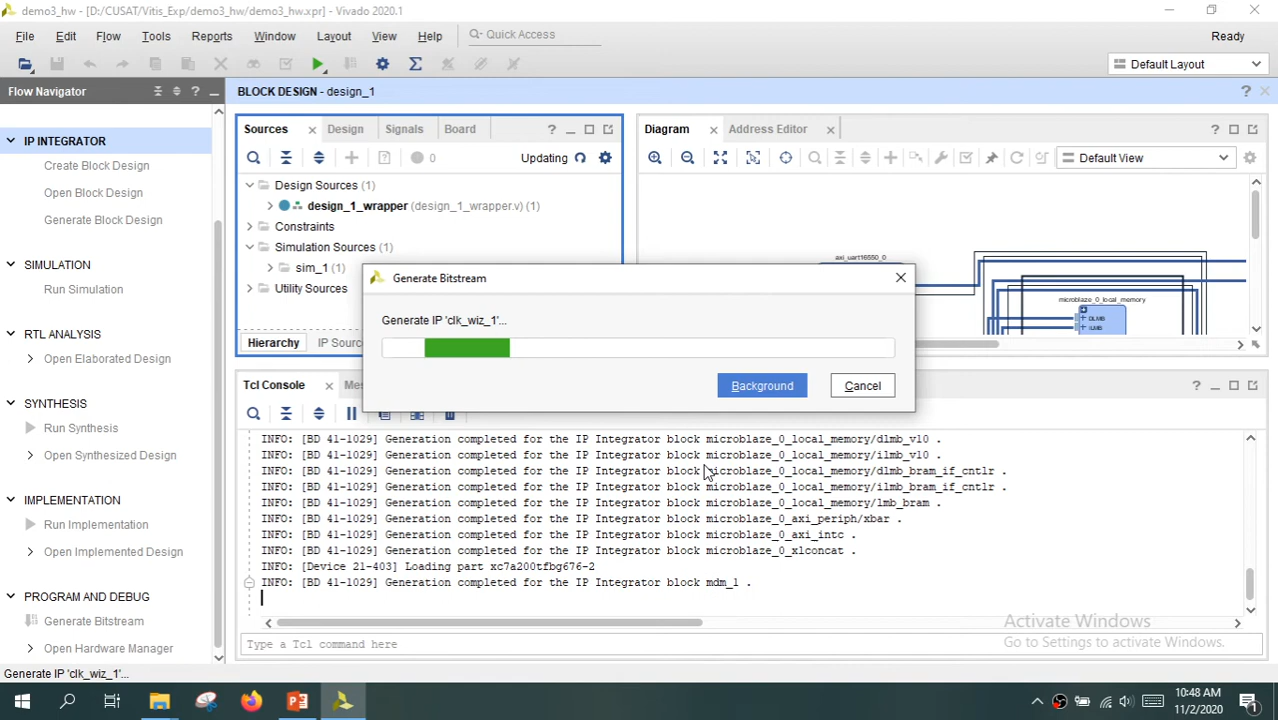 demo3_hw - [D:/CUSAT/Vitis_Exp/demo3_hw/demo3_hw.xpr] - Vivado 2020.1
File Edit Flow Tools Reports Window Layout View Help Quick Access Ready
Default Layout
Flow Navigator
BLOCK DESIGN - design_1
IP INTEGRATOR
Create Block Design
Open Block Design
Generate Block Design
SIMULATION
Run Simulation
RTL ANALYSIS
Open Elaborated Design
SYNTHESIS
Run Synthesis
Open Synthesized Design
IMPLEMENTATION
Run Implementation
Open Implemented Design
PROGRAM AND DEBUG
Generate Bitstream
Open Hardware Manager
Sources Design Signals Board
0 Updating
Design Sources (1)
design_1_wrapper (design_1_wrapper.v) (1)
Constraints
Simulation Sources (1)
sim_1 (1)
Utility Sources
Hierarchy IP Sourc
Diagram Address Editor
Default View
axi_uart16550_0
microblaze_0_local_memory
DLMB
ILMB
Generate Bitstream
Generate IP 'clk_wiz_1'...
Background Cancel
Tcl Console Me
INFO: [BD 41-1029] Generation completed for the IP Integrator block microblaze_0_local_memory/dlmb_v10 .
INFO: [BD 41-1029] Generation completed for the IP Integrator block microblaze_0_local_memory/ilmb_v10 .
INFO: [BD 41-1029] Generation completed for the IP Integrator block microblaze_0_local_memory/dlmb_bram_if_cntlr .
INFO: [BD 41-1029] Generation completed for the IP Integrator block microblaze_0_local_memory/ilmb_bram_if_cntlr .
INFO: [BD 41-1029] Generation completed for the IP Integrator block microblaze_0_local_memory/lmb_bram .
INFO: [BD 41-1029] Generation completed for the IP Integrator block microblaze_0_axi_periph/xbar .
INFO: [BD 41-1029] Generation completed for the IP Integrator block microblaze_0_axi_intc .
INFO: [BD 41-1029] Generation completed for the IP Integrator block microblaze_0_xlconcat .
INFO: [Device 21-403] Loading part xc7a200tfbg676-2
INFO: [BD 41-1029] Generation completed for the IP Integrator block mdm_1 .
Type a Tcl command here
Activate Windows
Go to Settings to activate Windows.
Generate IP 'clk_wiz_1'...
10:48 AM
11/2/2020
1